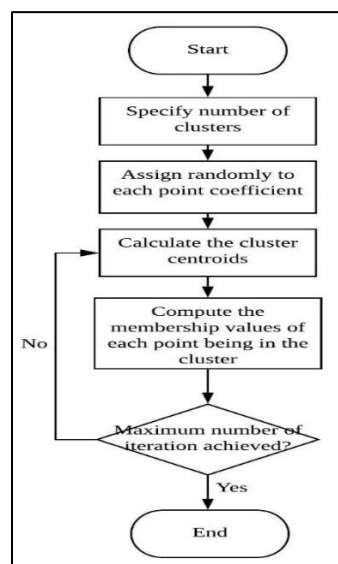 Start
Specify number of
clusters
Assign randomly to
each point coefficient
Calculate the cluster
centroids
Compute the
membership values of
each point being in the
cluster
No
Maximum number of
iteration achieved?
Yes
End